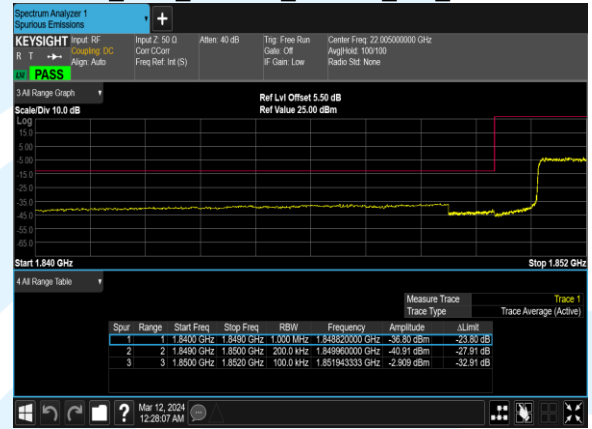 Spectrum Analyzer 1
Spurious Emissions
+
KEYSIGHT Input: RF Input Z: 50 Ω Atten: 40 dB Trig: Free Run Center Freq: 22.005000000 GHz
R T Coupling: DC Corr CCorr Gate: Off Avg|Hold: 100/100
Align: Auto Freq Ref: Int (S) IF Gain: Low Radio Std: None
LXI PASS
3 All Range Graph
Ref Lvl Offset 5.50 dB
Scale/Div 10.0 dB Ref Value 25.00 dBm
Log
15.0
5.00
-5.00
-15.0
-25.0
-35.0
-45.0
-55.0
-65.0
Start 1.840 GHz Stop 1.852 GHz
4 All Range Table
Measure Trace Trace 1
Trace Type Trace Average (Active)
Spur Range Start Freq Stop Freq RBW Frequency Amplitude ΔLimit
1 1 1.8400 GHz 1.8490 GHz 1.000 MHz 1.848820000 GHz -36.80 dBm -23.80 dB
2 2 1.8490 GHz 1.8500 GHz 200.0 kHz 1.849960000 GHz -40.91 dBm -27.91 dB
3 3 1.8500 GHz 1.8520 GHz 100.0 kHz 1.851943333 GHz -2.909 dBm -32.91 dB
? Mar 12, 2024
12:28:07 AM